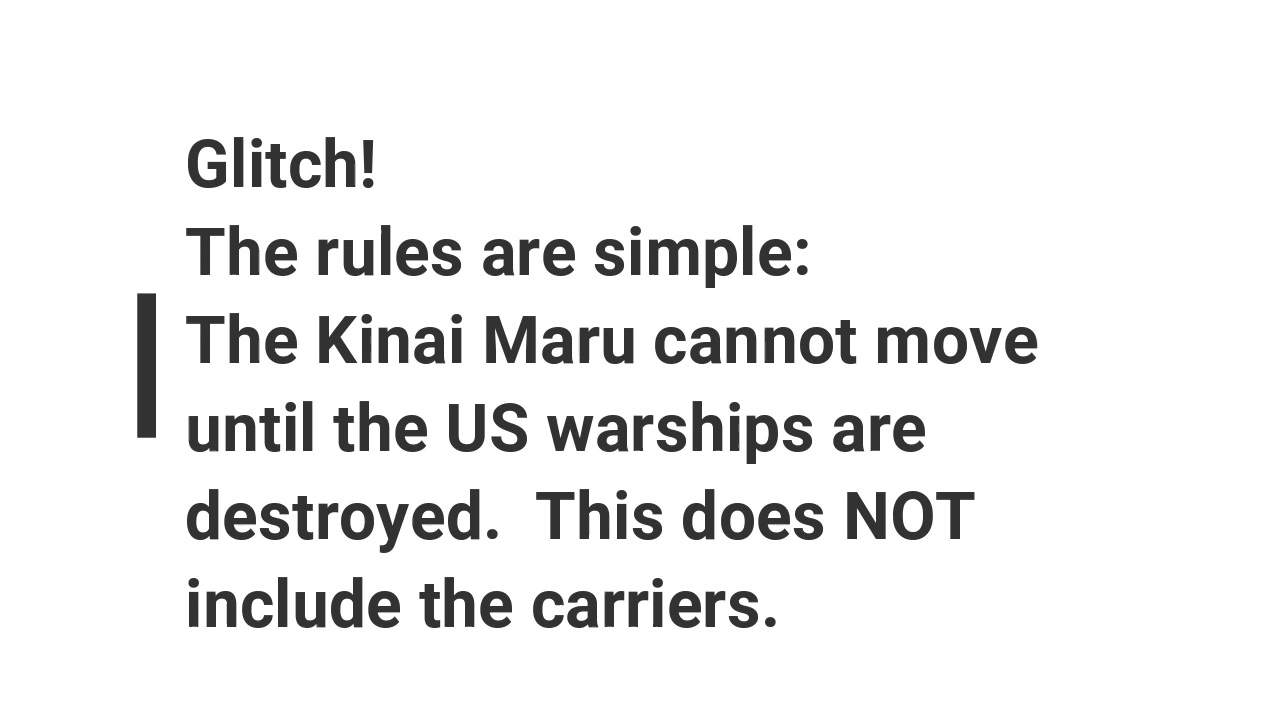 Glitch!
The rules are simple:
The Kinai Maru cannot move
until the US warships are
destroyed.  This does NOT
include the carriers.